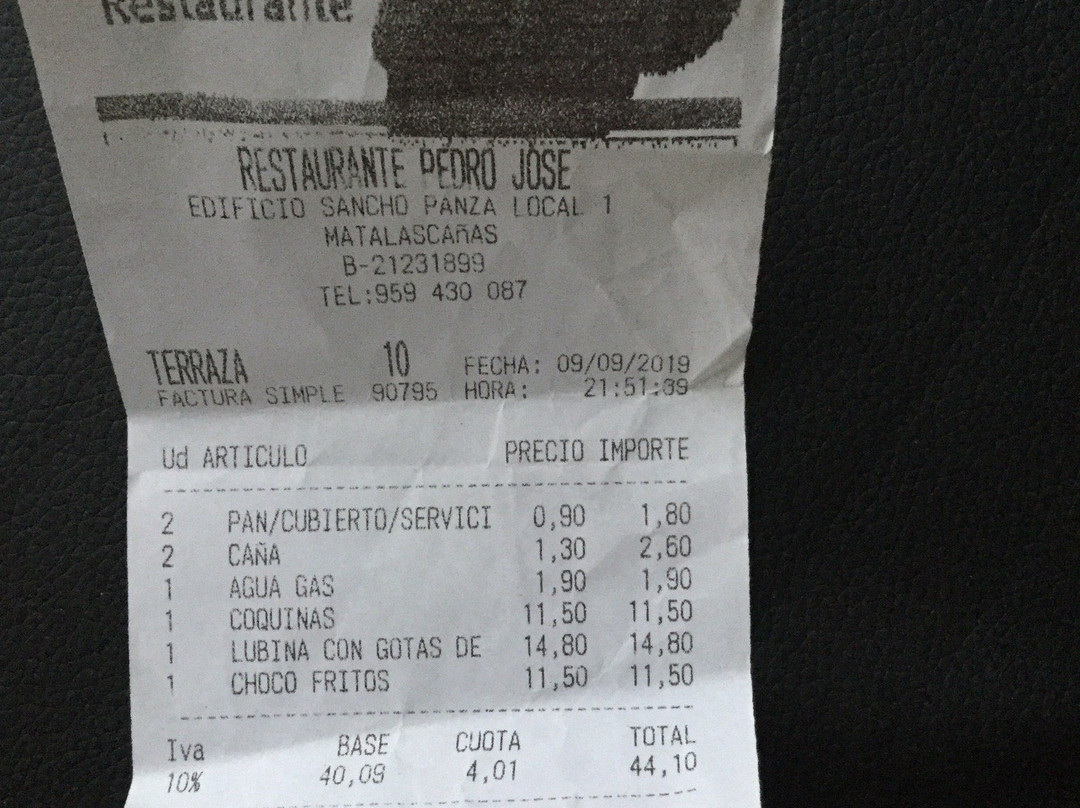 Restaurante
RESTAURANTE PEDRO JOSE
EDIFICIO SANCHO PANZA LOCAL 1
MATALASCAñAS
B-21231899
TEL:959 430 087
TERRAZA 10 FECHA: 09/09/2019
FACTURA SIMPLE 90795 HORA: 21:51:39
Ud ARTICULO PRECIO IMPORTE
2 PAN/CUBIERTO/SERVICI 0,90 1,80
2 CAÑA 1,30 2,60
1 AGUA GAS 1,90 1,90
1 COQUINAS 11,50 11,50
1 LUBINA CON GOTAS DE 14,80 14,80
1 CHOCO FRITOS 11,50 11,50
Iva BASE CUOTA TOTAL
10% 40,09 4,01 44,10